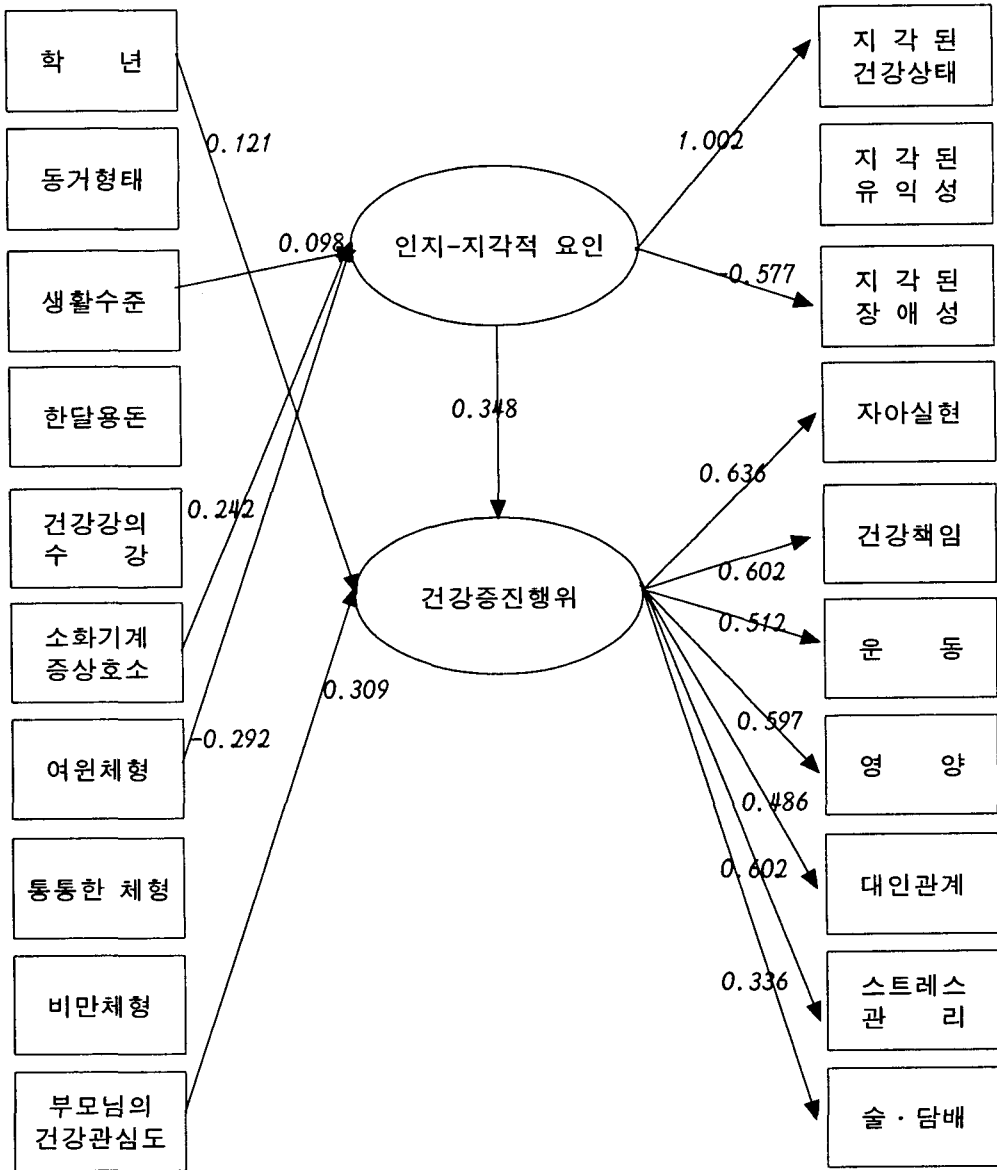 학 년
동거형태
생활수준
한달용돈
건강강의
수 강
소화기계
증상호소
여윈체형
통통한 체형
비만체형
부모님의
건강관심도
0.121
0.098
0.242
-0.292
0.309
인지-지각적 요인
0.348
건강증진행위
1.002
-0.577
0.636
0.602
0.512
0.597
0.486
0.602
0.336
지 각 된
건강상태
지 각 된
유 익 성
지 각 된
장 애 성
자아실현
건강책임
운 동
영 양
대인관계
스트레스
관 리
술·담배